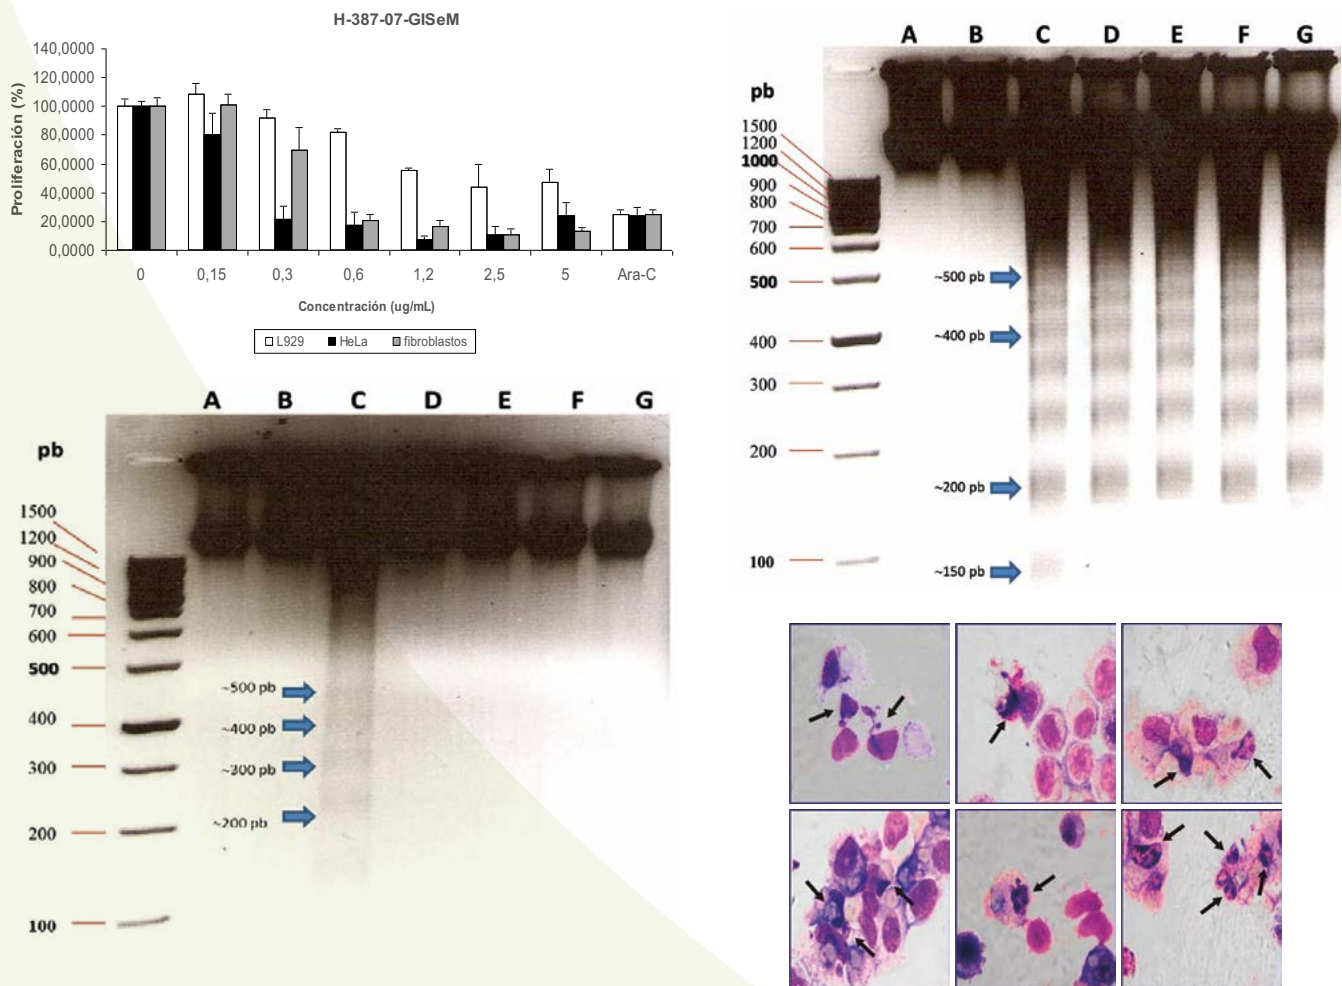 H-387-07-GISeM
Proliferación (%)
140,0000
120,0000
100,0000
80,0000
60,0000
40,0000
20,0000
0,0000
0 0,15 0,3 0,6 1,2 2,5 5 Ara-C
Concentración (ug/mL)
L929 HeLa fibroblastos
A B C D E F G
pb
1500
1200
1000
900
800
700
600
500
400
300
200
100
~500 pb
~400 pb
~200 pb
~150 pb
A B C D E F G
pb
1500
1200
900
800
700
600
500
400
300
200
100
~500 pb
~400 pb
~300 pb
~200 pb